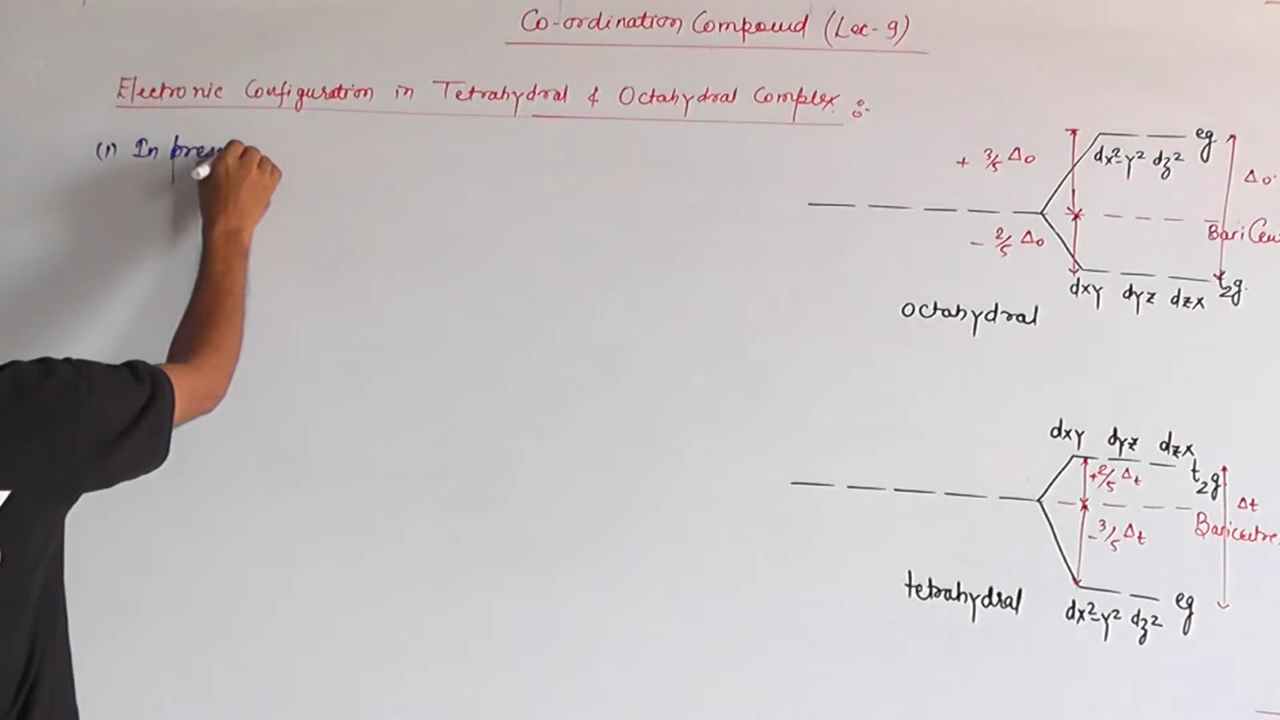 Co-ordination Compound (Lec-9)
Electronic Configuration in Tetrahydral & Octahydral Complex :-
(1) In pres
+ 3/5 Δo
eg
dx²-y² dz²
Δo
- 2/5 Δo
Bari Cen
t2g
dxy dyz dzx
Octahydral
dxy dyz dzx
t2g
+2/5 Δt
Δt
Baricentre
-3/5 Δt
tetrahydral
eg
dx²-y² dz²